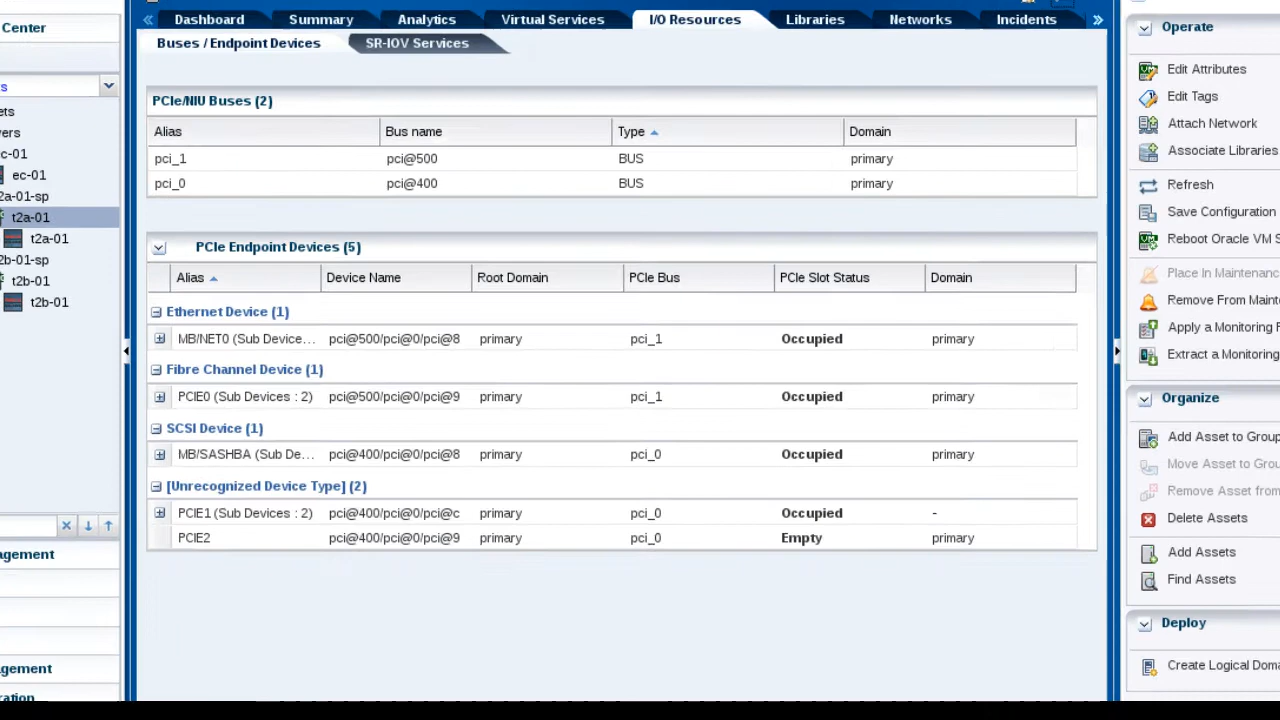 Center
s
ets
vers
c-01
ec-01
2a-01-sp
t2a-01
t2a-01
2b-01-sp
t2b-01
t2b-01
agement
gement
ration
Dashboard Summary Analytics Virtual Services I/O Resources Libraries Networks Incidents
Buses / Endpoint Devices SR-IOV Services
PCIe/NIU Buses (2)
Alias Bus name Type Domain
pci_1 pci@500 BUS primary
pci_0 pci@400 BUS primary
PCIe Endpoint Devices (5)
Alias Device Name Root Domain PCIe Bus PCIe Slot Status Domain
Ethernet Device (1)
MB/NET0 (Sub Device... pci@500/pci@0/pci@8 primary pci_1 Occupied primary
Fibre Channel Device (1)
PCIE0 (Sub Devices : 2) pci@500/pci@0/pci@9 primary pci_1 Occupied primary
SCSI Device (1)
MB/SASHBA (Sub De... pci@400/pci@0/pci@8 primary pci_0 Occupied primary
[Unrecognized Device Type] (2)
PCIE1 (Sub Devices : 2) pci@400/pci@0/pci@c primary pci_0 Occupied -
PCIE2 pci@400/pci@0/pci@9 primary pci_0 Empty primary
Operate
Edit Attributes
Edit Tags
Attach Network
Associate Libraries
Refresh
Save Configuration
Reboot Oracle VM S
Place In Maintenanc
Remove From Maint
Apply a Monitoring P
Extract a Monitoring
Organize
Add Asset to Group
Move Asset to Grou
Remove Asset from
Delete Assets
Add Assets
Find Assets
Deploy
Create Logical Doma